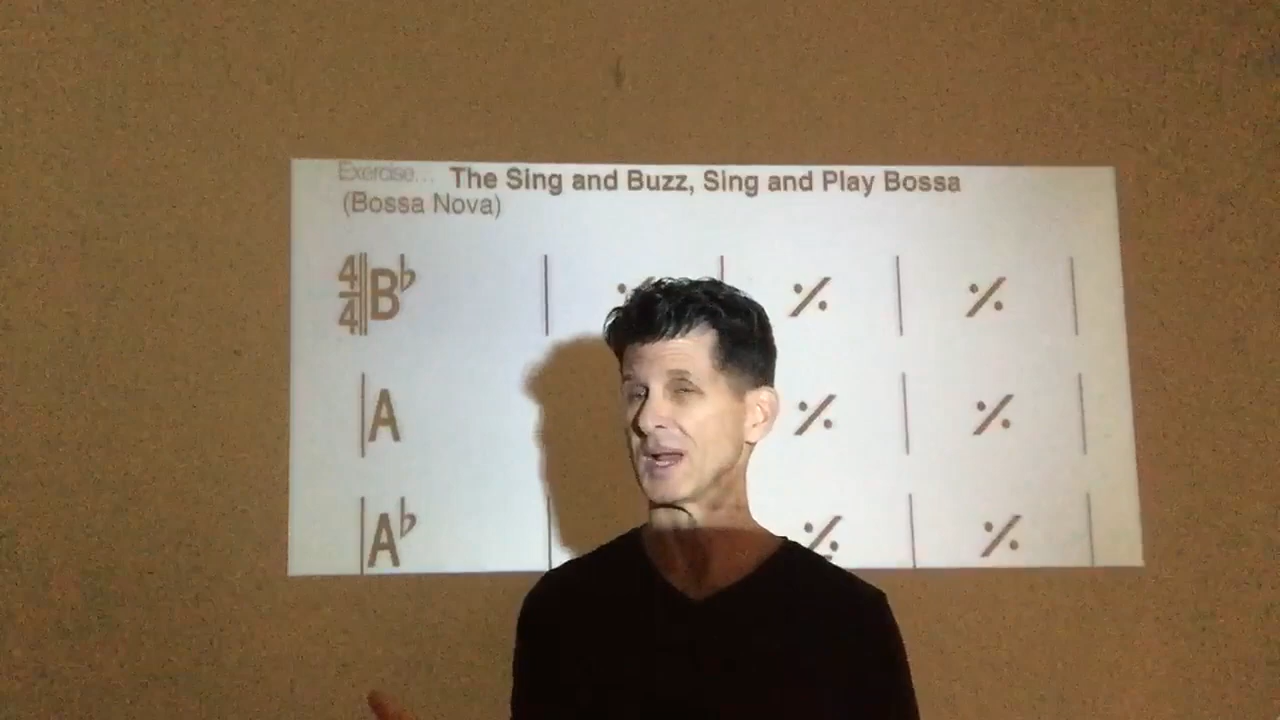 Exercise... The Sing and Buzz, Sing and Play Bossa
(Bossa Nova)
4/4 B♭ 𝄎 𝄎 𝄎
A 𝄎 𝄎
A♭ 𝄎 𝄎